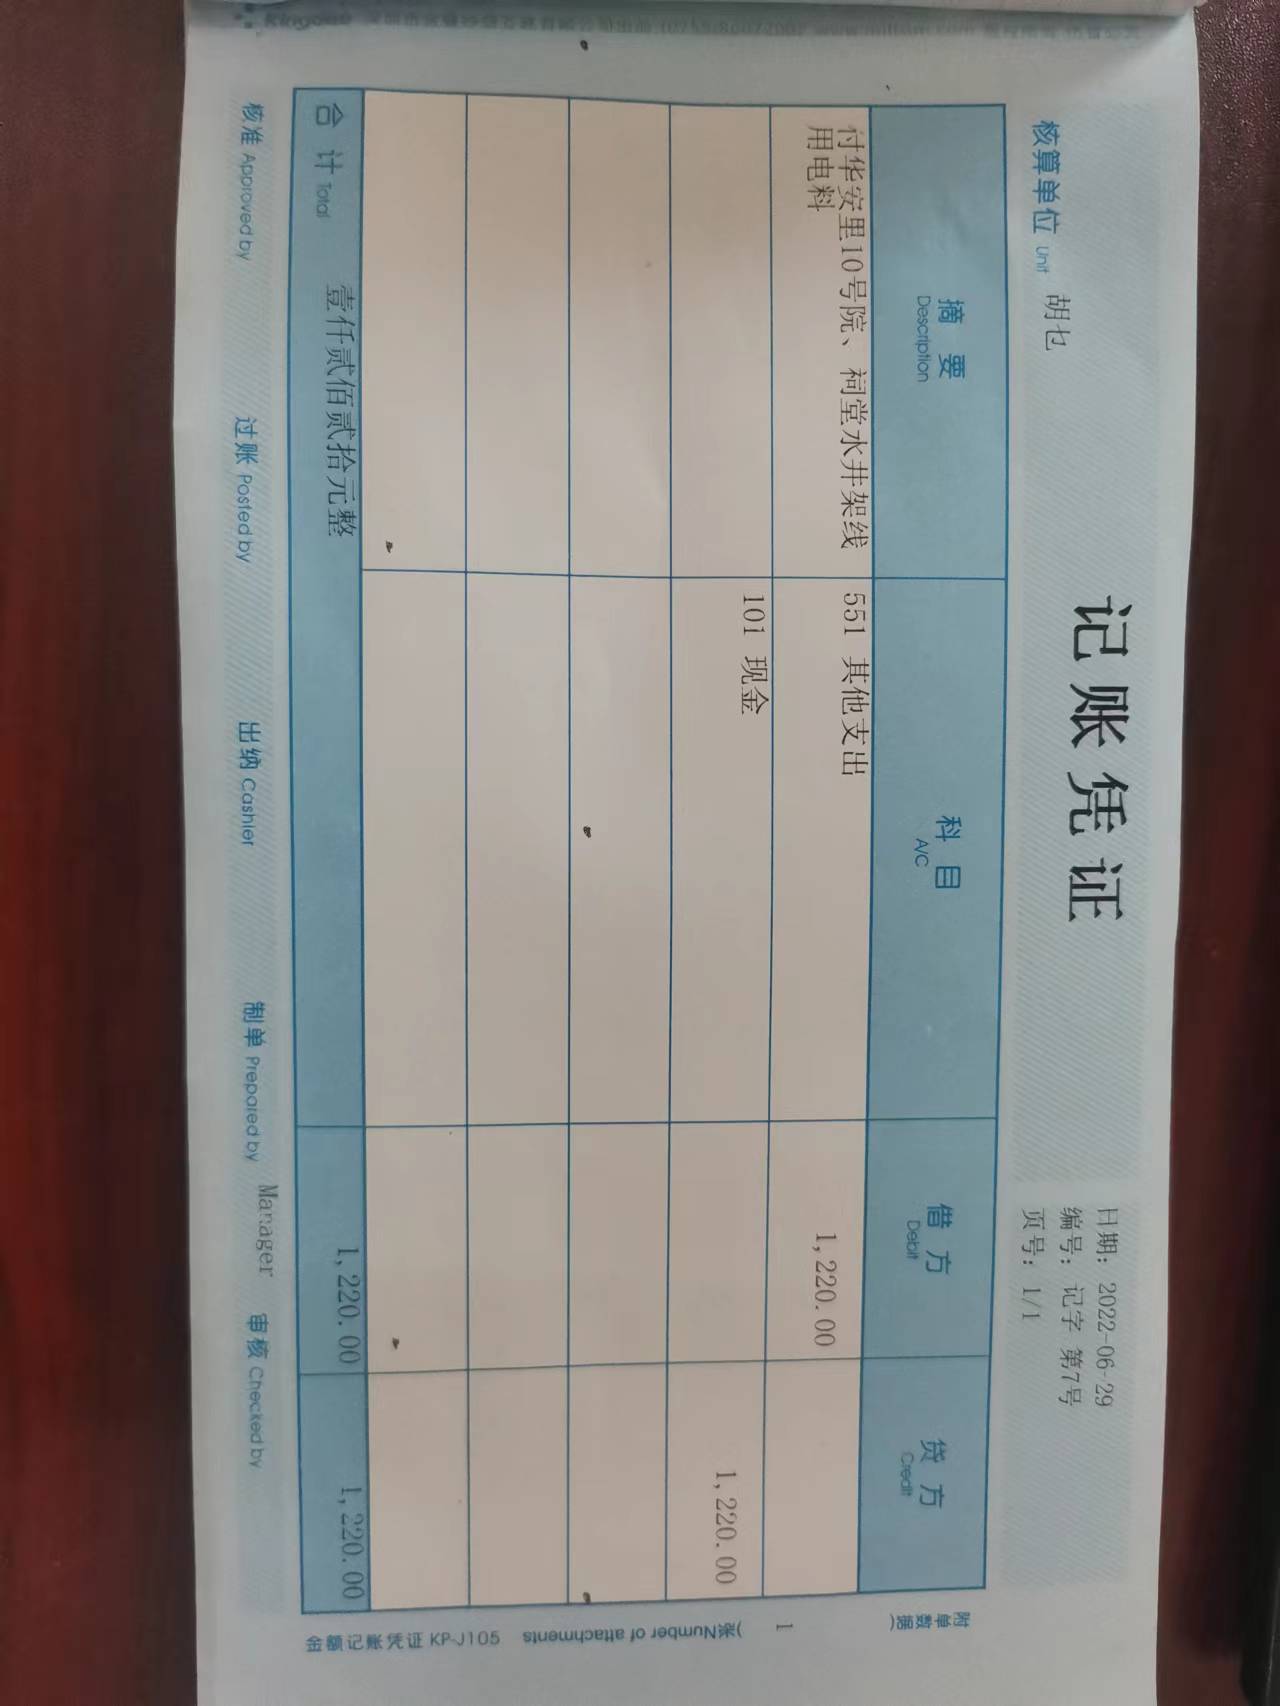 记账凭证
核算单位 Unit 胡乜
日期: 2022-06-29
编号: 记字 第7号
页号: 1/1
摘要 Description 科目 A/C 借方 Debit 贷方 Credit
付华安里10号院、祠堂水井架线 551 其他支出 1,220.00
用电料
101 现金 1,220.00
合计 Total 壹仟贰佰贰拾元整 1,220.00 1,220.00
核准 Approved by 过账 Posted by 出纳 Cashier 制单 Prepared by Manager 审核 Checked by
附单数据( 1 张Number of attachments)
金额记账凭证 KP-J105